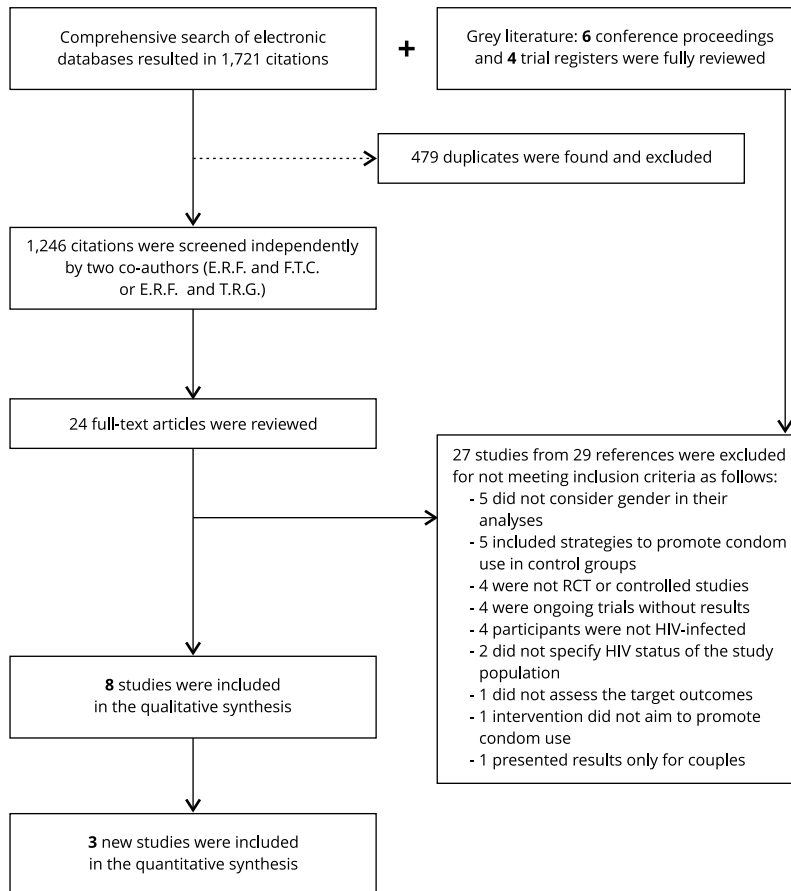 Comprehensive search of electronic
databases resulted in 1,721 citations
+
Grey literature: 6 conference proceedings
and 4 trial registers were fully reviewed
479 duplicates were found and excluded
1,246 citations were screened independently
by two co-authors (E.R.F. and F.T.C.
or E.R.F. and T.R.G.)
24 full-text articles were reviewed
27 studies from 29 references were excluded
for not meeting inclusion criteria as follows:
- 5 did not consider gender in their
analyses
- 5 included strategies to promote condom
use in control groups
- 4 were not RCT or controlled studies
- 4 were ongoing trials without results
- 4 participants were not HIV-infected
- 2 did not specify HIV status of the study
population
- 1 did not assess the target outcomes
- 1 intervention did not aim to promote
condom use
- 1 presented results only for couples
8 studies were included
in the qualitative synthesis
3 new studies were included
in the quantitative synthesis